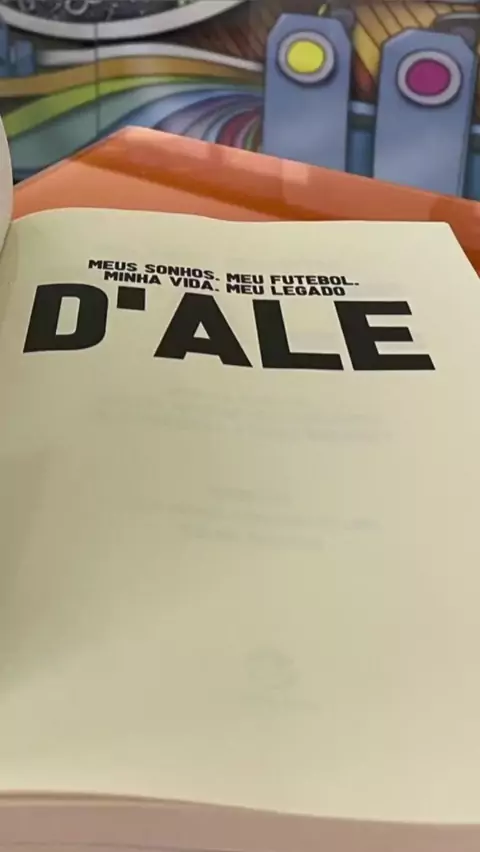 MEUS SONHOS. MEU FUTEBOL.
MINHA VIDA. MEU LEGADO
D'ALE